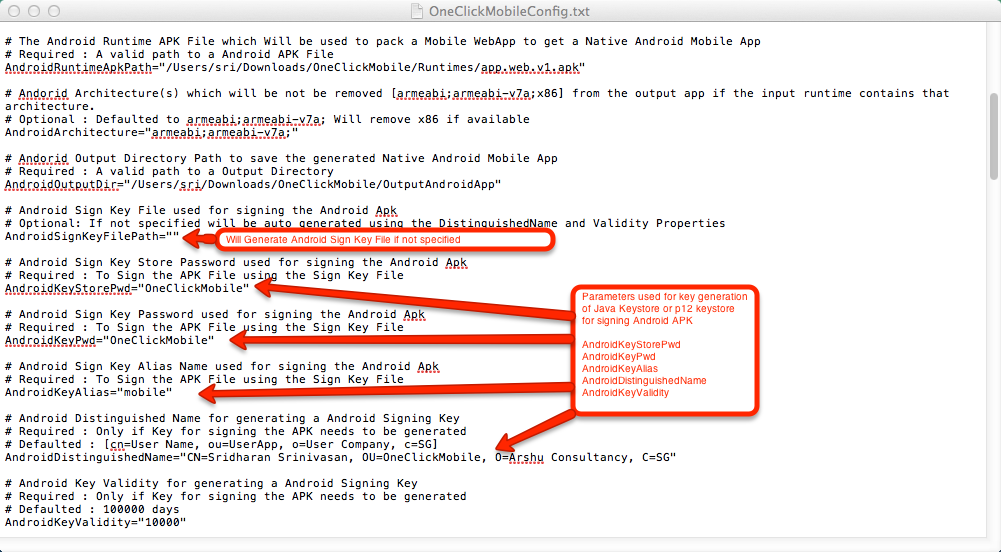 OneClickMobileConfig.txt
# The Android Runtime APK File which Will be used to pack a Mobile WebApp to get a Native Android Mobile App
# Required : A valid path to a Android APK File
AndroidRuntimeApkPath="/Users/sri/Downloads/OneClickMobile/Runtimes/app.web.v1.apk"
# Andorid Architecture(s) which will be not be removed [armeabi;armeabi-v7a;x86] from the output app if the input runtime contains that
architecture.
# Optional : Defaulted to armeabi;armeabi-v7a; Will remove x86 if available
AndroidArchitecture="armeabi;armeabi-v7a;"
# Andorid Output Directory Path to save the generated Native Android Mobile App
# Required : A valid path to a Output Directory
AndroidOutputDir="/Users/sri/Downloads/OneClickMobile/OutputAndroidApp"
# Android Sign Key File used for signing the Android Apk
# Optional: If not specified will be auto generated using the DistinguishedName and Validity Properties
AndroidSignKeyFilePath=""
Will Generate Android Sign Key File if not specified
# Android Sign Key Store Password used for signing the Android Apk
# Required : To Sign the APK File using the Sign Key File
AndroidKeyStorePwd="OneClickMobile"
# Android Sign Key Password used for signing the Android Apk
# Required : To Sign the APK File using the Sign Key File
AndroidKeyPwd="OneClickMobile"
# Android Sign Key Alias Name used for signing the Android Apk
# Required : To Sign the APK File using the Sign Key File
AndroidKeyAlias="mobile"
Parameters used for key generation
of Java Keystore or p12 keystore
for signing Android APK
AndroidKeyStorePwd
AndroidKeyPwd
AndroidKeyAlias
AndroidDistinguishedName
AndroidKeyValidity
# Android Distinguished Name for generating a Android Signing Key
# Required : Only if Key for signing the APK needs to be generated
# Defaulted : [cn=User Name, ou=UserApp, o=User Company, c=SG]
AndroidDistinguishedName="CN=Sridharan Srinivasan, OU=OneClickMobile, O=Arshu Consultancy, C=SG"
# Android Key Validity for generating a Android Signing Key
# Required : Only if Key for signing the APK needs to be generated
# Defaulted : 100000 days
AndroidKeyValidity="10000"